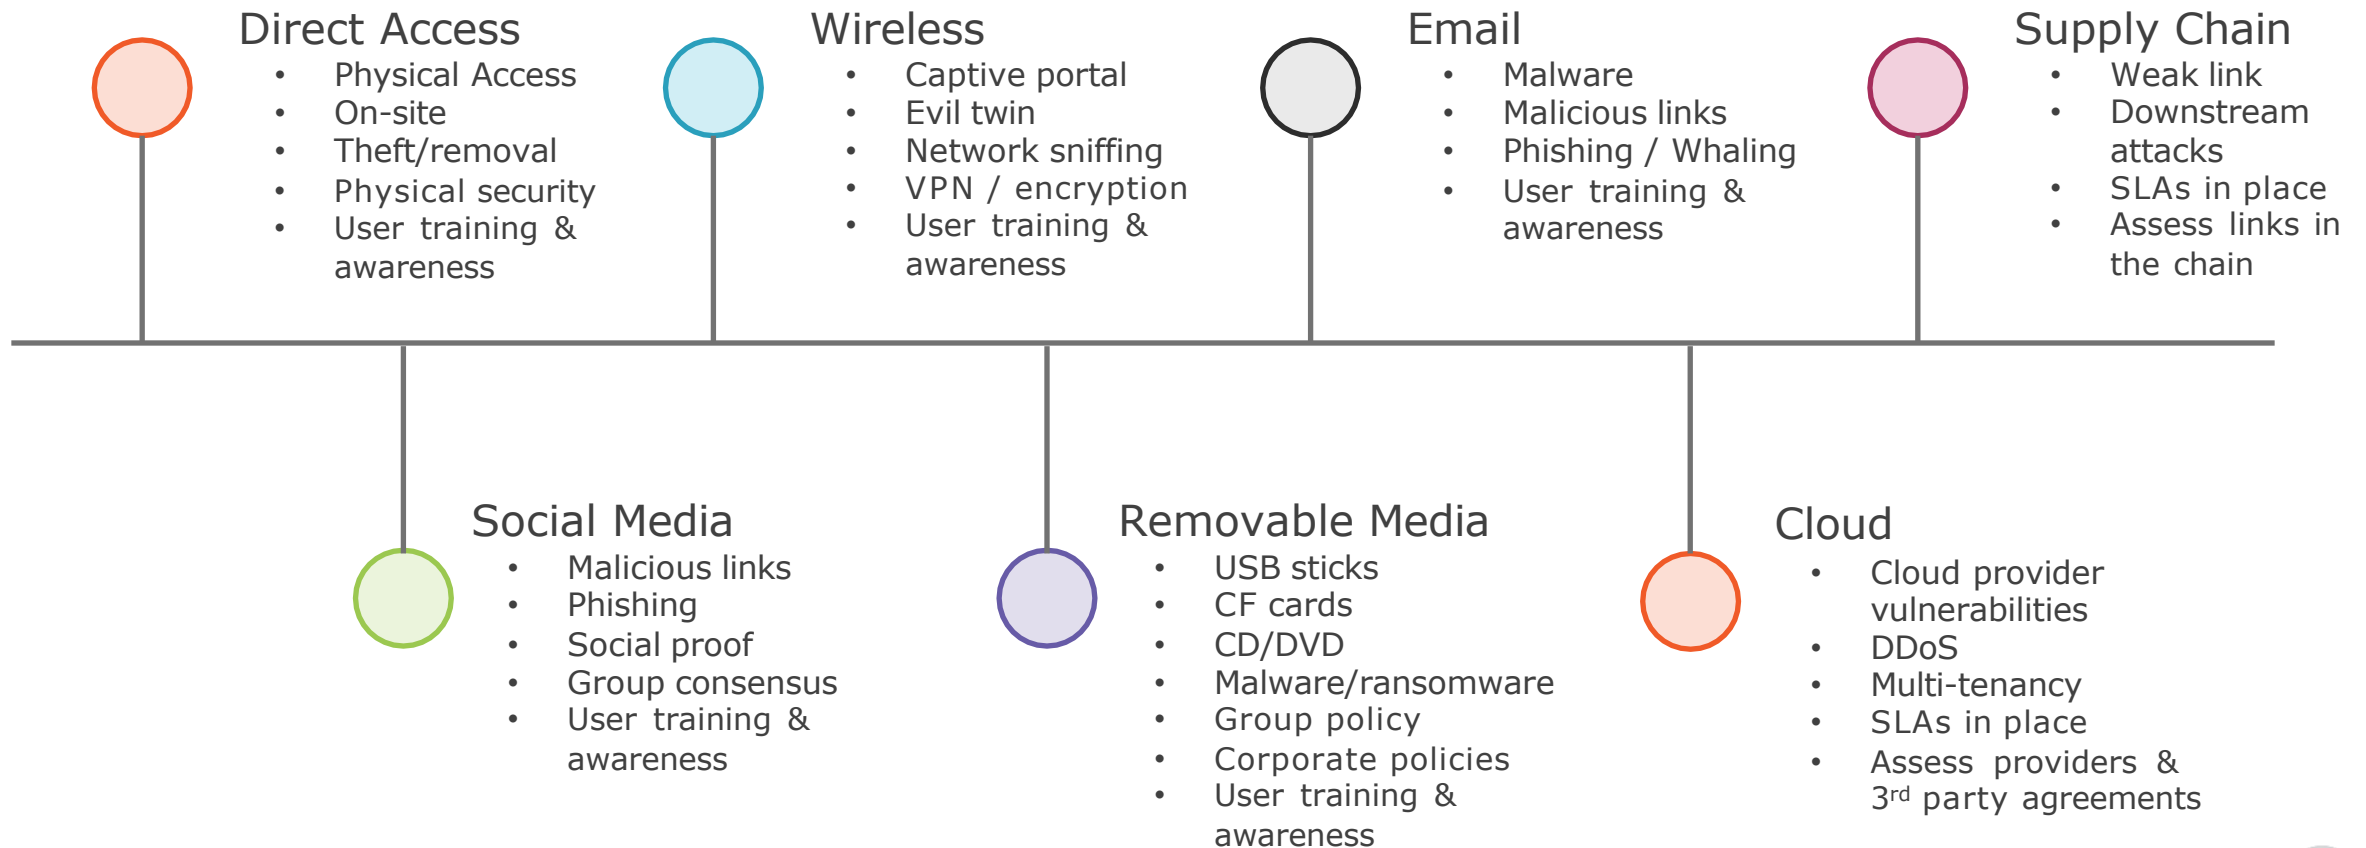 Direct Access
• Physical Access
• On-site
• Theft/removal
• Physical security
• User training &
awareness
Wireless
• Captive portal
• Evil twin
• Network sniffing
• VPN / encryption
• User training &
awareness
Email
• Malware
• Malicious links
• Phishing / Whaling
• User training &
awareness
Supply Chain
• Weak link
• Downstream
attacks
• SLAs in place
• Assess links in
the chain
Social Media
• Malicious links
• Phishing
• Social proof
• Group consensus
• User training &
awareness
Removable Media
• USB sticks
• CF cards
• CD/DVD
• Malware/ransomware
• Group policy
• Corporate policies
• User training &
awareness
Cloud
• Cloud provider
vulnerabilities
• DDoS
• Multi-tenancy
• SLAs in place
• Assess providers &
3rd party agreements